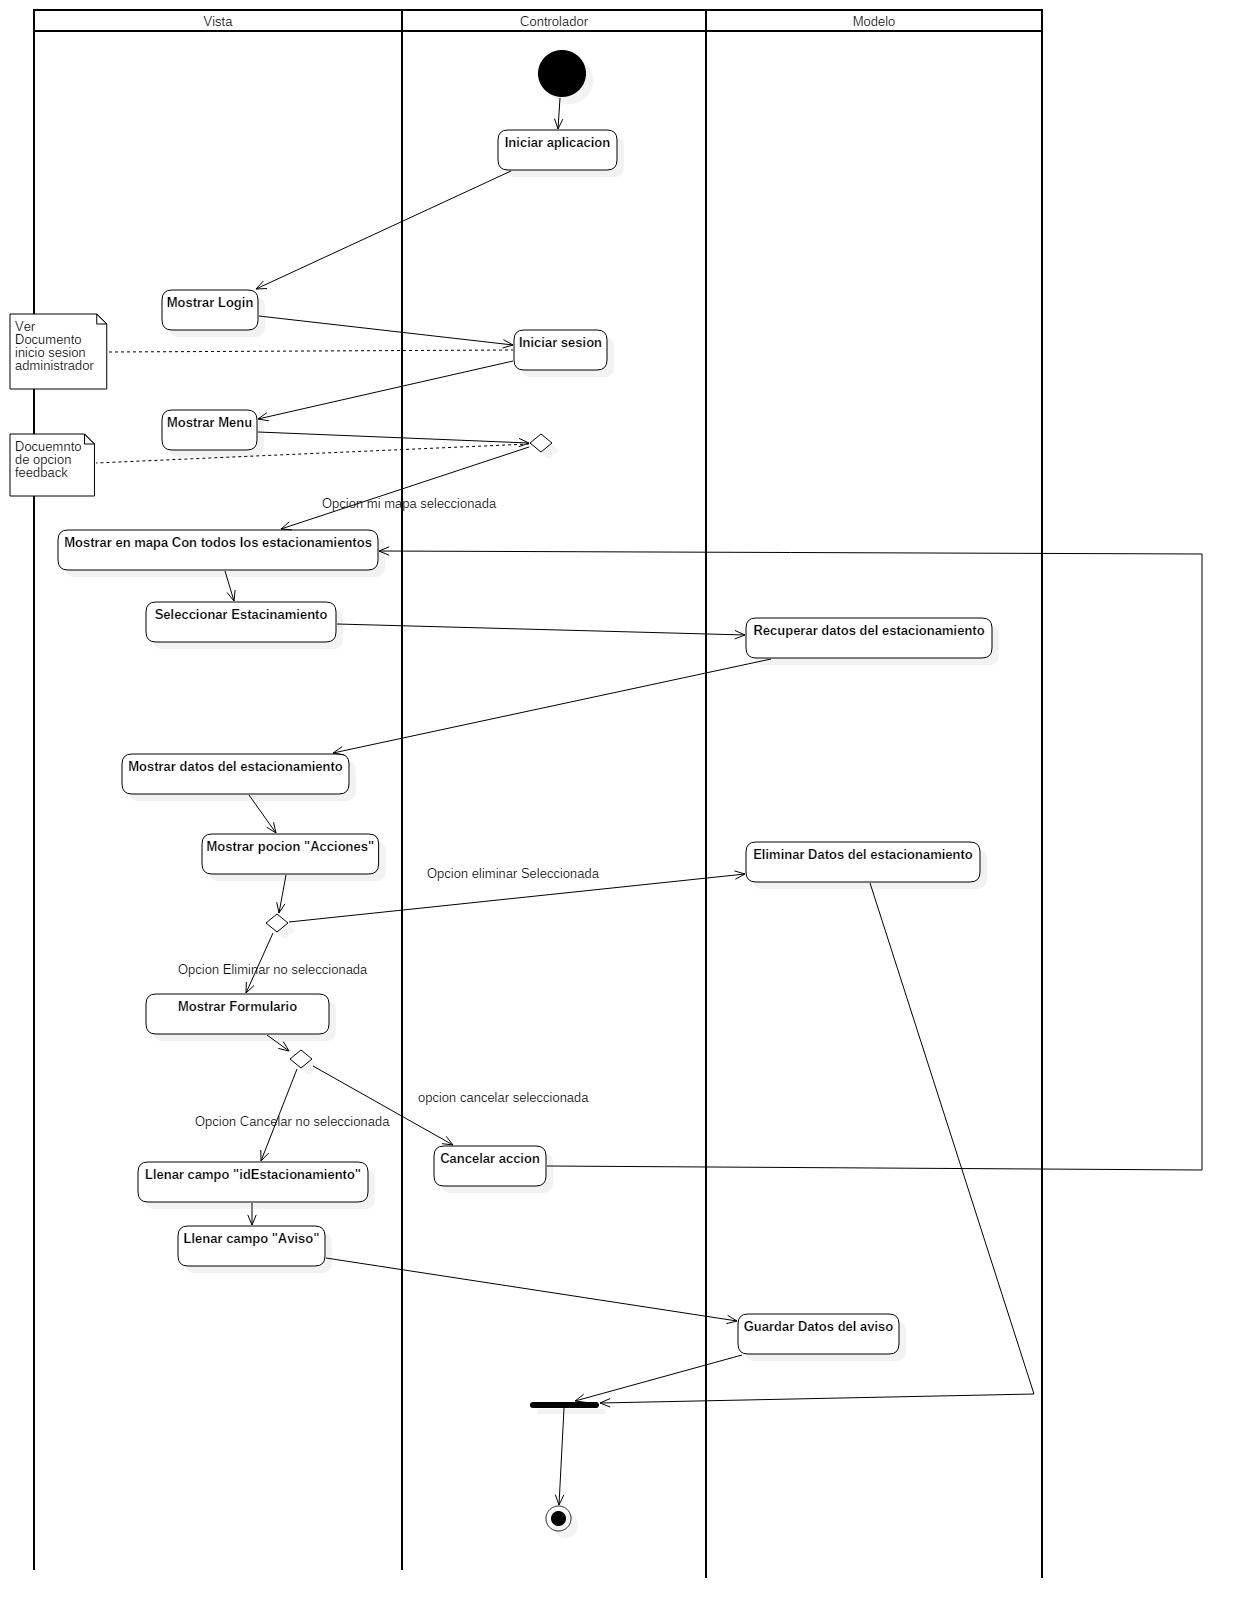 Vista
Controlador
Modelo
Iniciar aplicacion
Mostrar Login
Ver
Documento
inicio sesion
administrador
Iniciar sesion
Mostrar Menu
Docuemnto
de opcion
feedback
Opcion mi mapa seleccionada
Mostrar en mapa Con todos los estacionamientos
Seleccionar Estacinamiento
Recuperar datos del estacionamiento
Mostrar datos del estacionamiento
Mostrar pocion "Acciones"
Eliminar Datos del estacionamiento
Opcion eliminar Seleccionada
Opcion Eliminar no seleccionada
Mostrar Formulario
opcion cancelar seleccionada
Opcion Cancelar no seleccionada
Cancelar accion
Llenar campo "idEstacionamiento"
Llenar campo "Aviso"
Guardar Datos del aviso